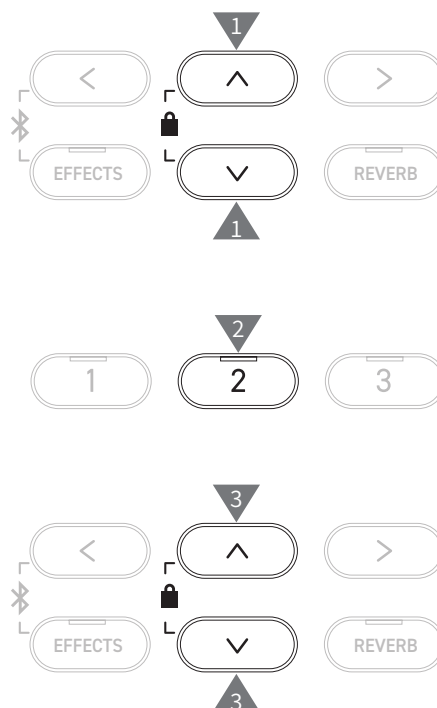 1
< ∧ >
EFFECTS ∨ REVERB
1
2
1 2 3
3
< ∧ >
EFFECTS ∨ REVERB
3